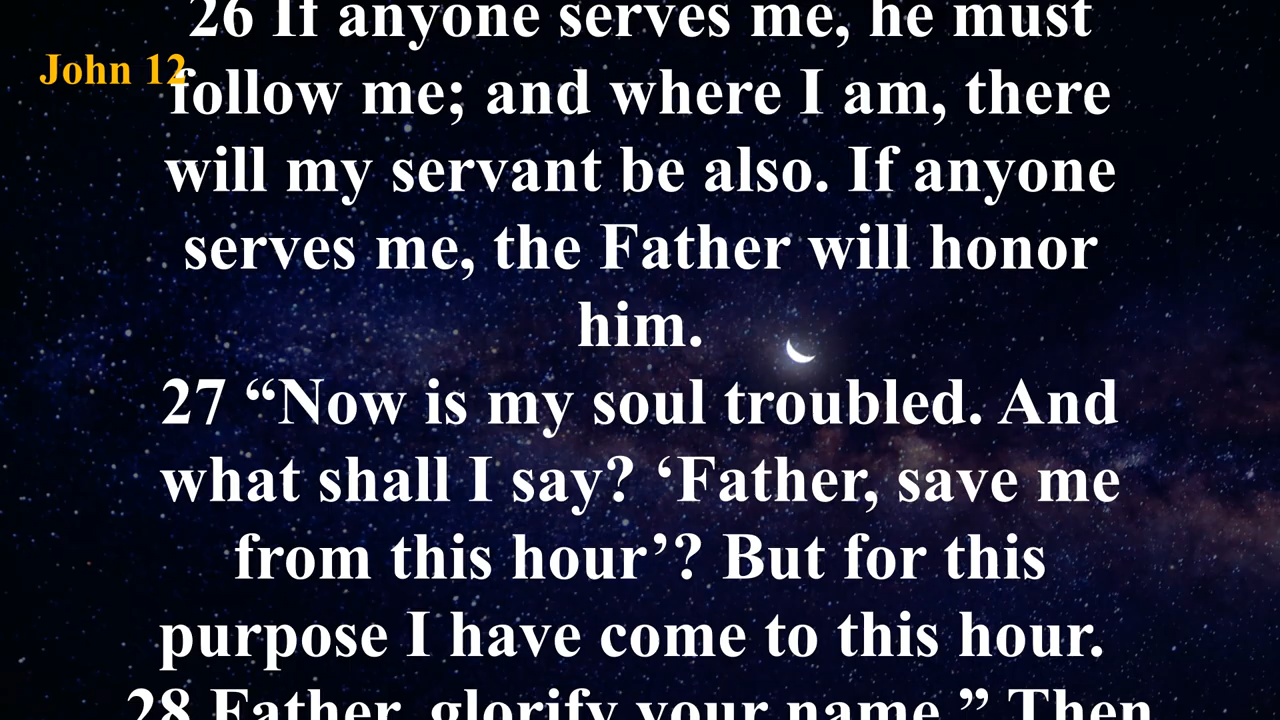 26 If anyone serves me, he must
John 12
follow me; and where I am, there
will my servant be also. If anyone
serves me, the Father will honor
him.
27 “Now is my soul troubled. And
what shall I say? ‘Father, save me
from this hour’? But for this
purpose I have come to this hour.
28 Father, glorify your name.” Then